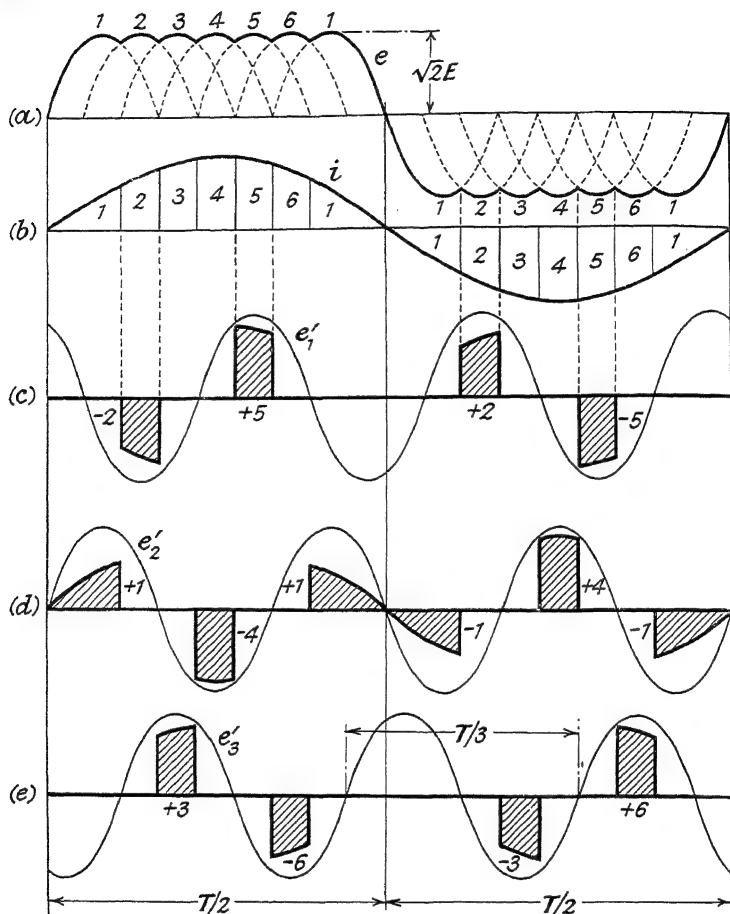 1 2 3 4 5 6 1
e
√2E
(a)
1 2 3 4 5 6 1
i
(b)
1 2 3 4 5 6 1
1 2 3 4 5 6 1
e′₁
(c)
-2 +5 +2 -5
e′₂
(d)
+1 -4 +1 -1 +4 -1
T/3
e′₃
(e)
+3 -6 -3 +6
T/2 T/2